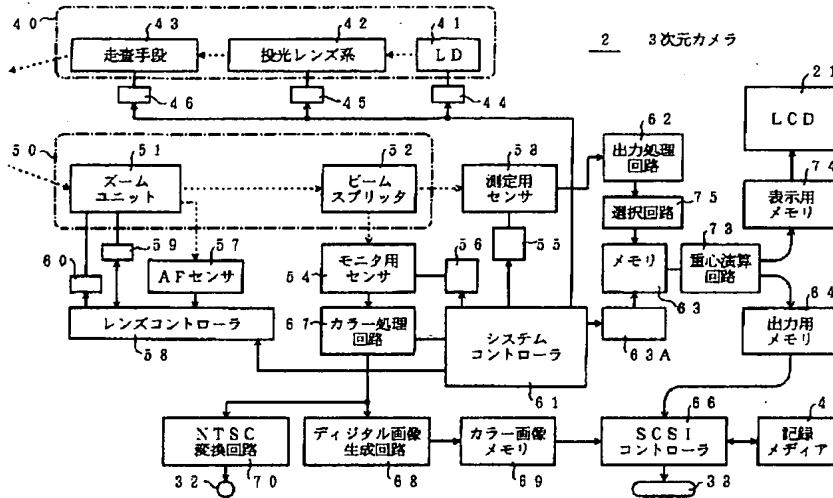 40
43
42
41
走査手段
投光レンズ系
LD
46
45
44
2 3次元カメラ
21
LCD
50
51
52
53
62
ズーム
ユニット
ビーム
スプリッタ
測定用
センサ
出力処理
回路
74
75
選択回路
表示用
メモリ
73
60
59
57
54
56
55
AFセンサ
モニタ用
センサ
メモリ
重心演算
回路
63
64
67
レンズコントローラ
58
カラー処理
回路
システム
コントローラ
61
63A
出力用
メモリ
66
4
NTSC
変換回路
ディジタル画像
生成回路
カラー画像
メモリ
SCSI
コントローラ
記録
メディア
32
70
68
69
33